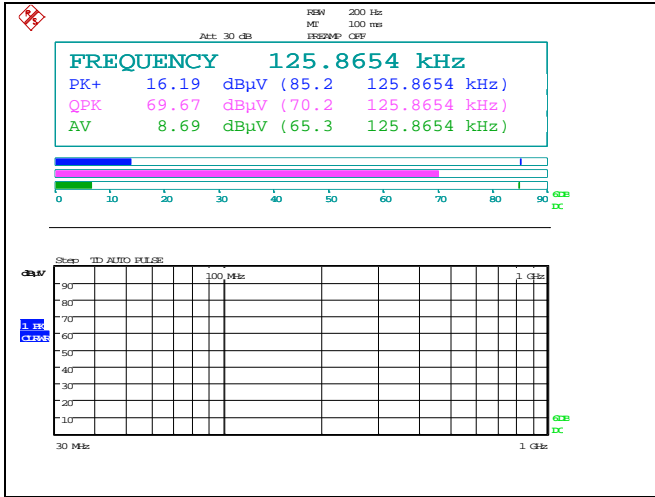 R S
RBW 200 Hz
MT 100 ms
Att 30 dB PREAMP OFF
FREQUENCY 125.8654 kHz
PK+ 16.19 dBµV (85.2 125.8654 kHz)
QPK 69.67 dBµV (70.2 125.8654 kHz)
AV 8.69 dBµV (65.3 125.8654 kHz)
0 10 20 30 40 50 60 70 80 90
6DB
DC
Step TD AUTO PULSE
dBµV
100 MHz 1 GHz
90
80
70
1 PK
CLRWR
60
50
40
30
20
10
6DB
DC
30 MHz 1 GHz